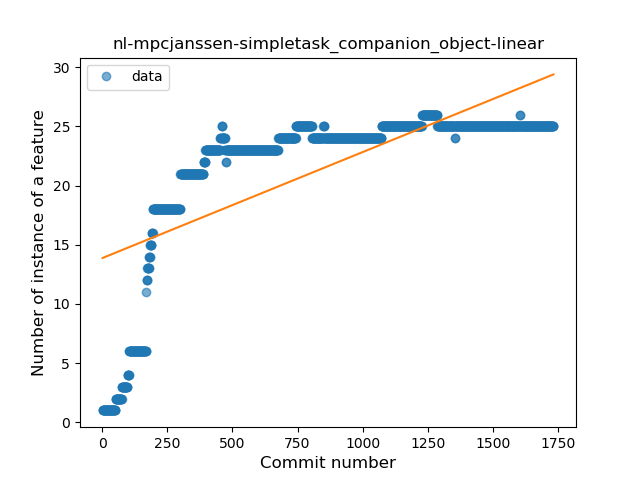 nl-mpcjanssen-simpletask_companion_object-linear
data
Number of instance of a feature
30
25
20
15
10
5
0
0 250 500 750 1000 1250 1500 1750
Commit number